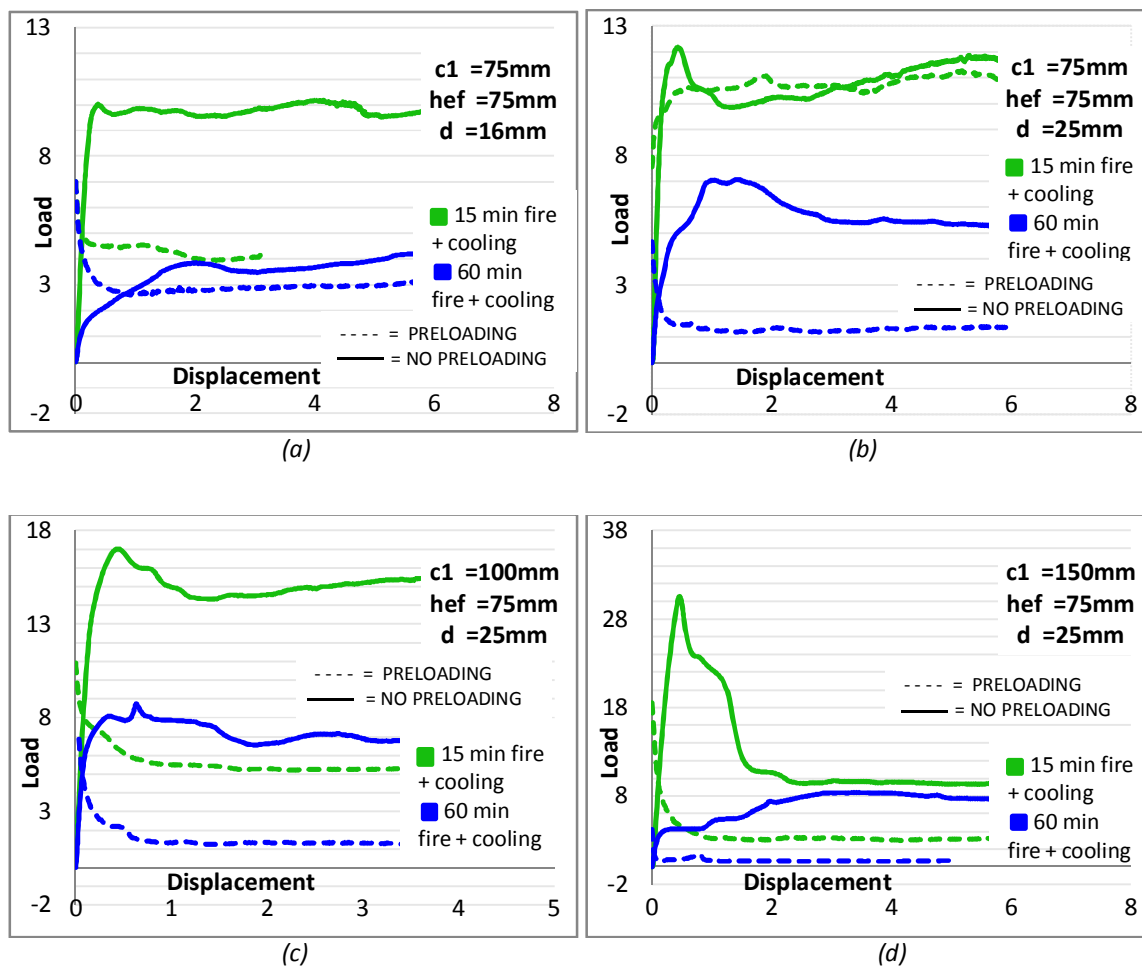 13
8
3
-2
Load
c1 =75mm
hef =75mm
d =16mm
15 min fire
+ cooling
60 min
fire + cooling
---- = PRELOADING
= NO PRELOADING
Displacement
0 2 4 6 8
(a)
13
8
3
-2
Load
c1 =75mm
hef =75mm
d =25mm
15 min fire
+ cooling
60 min
fire + cooling
---- = PRELOADING
= NO PRELOADING
Displacement
0 2 4 6 8
(b)
18
13
8
3
-2
Load
c1 =100mm
hef =75mm
d =25mm
---- = PRELOADING
= NO PRELOADING
15 min fire
+ cooling
60 min
fire + cooling
Displacement
0 1 2 3 4 5
(c)
38
28
18
8
-2
Load
c1 =150mm
hef =75mm
d =25mm
---- = PRELOADING
= NO PRELOADING
15 min fire
+ cooling
60 min
fire + cooling
Displacement
0 2 4 6 8
(d)